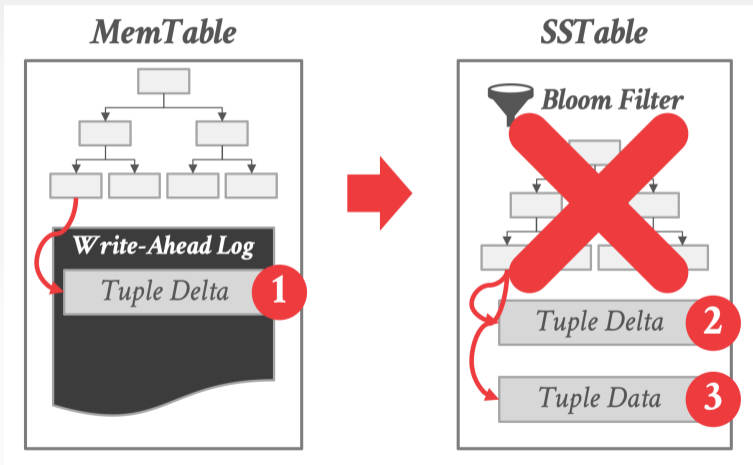 MemTable
SSTable
Write-Ahead Log
Tuple Delta
1
Bloom Filter
Tuple Delta
2
Tuple Data
3